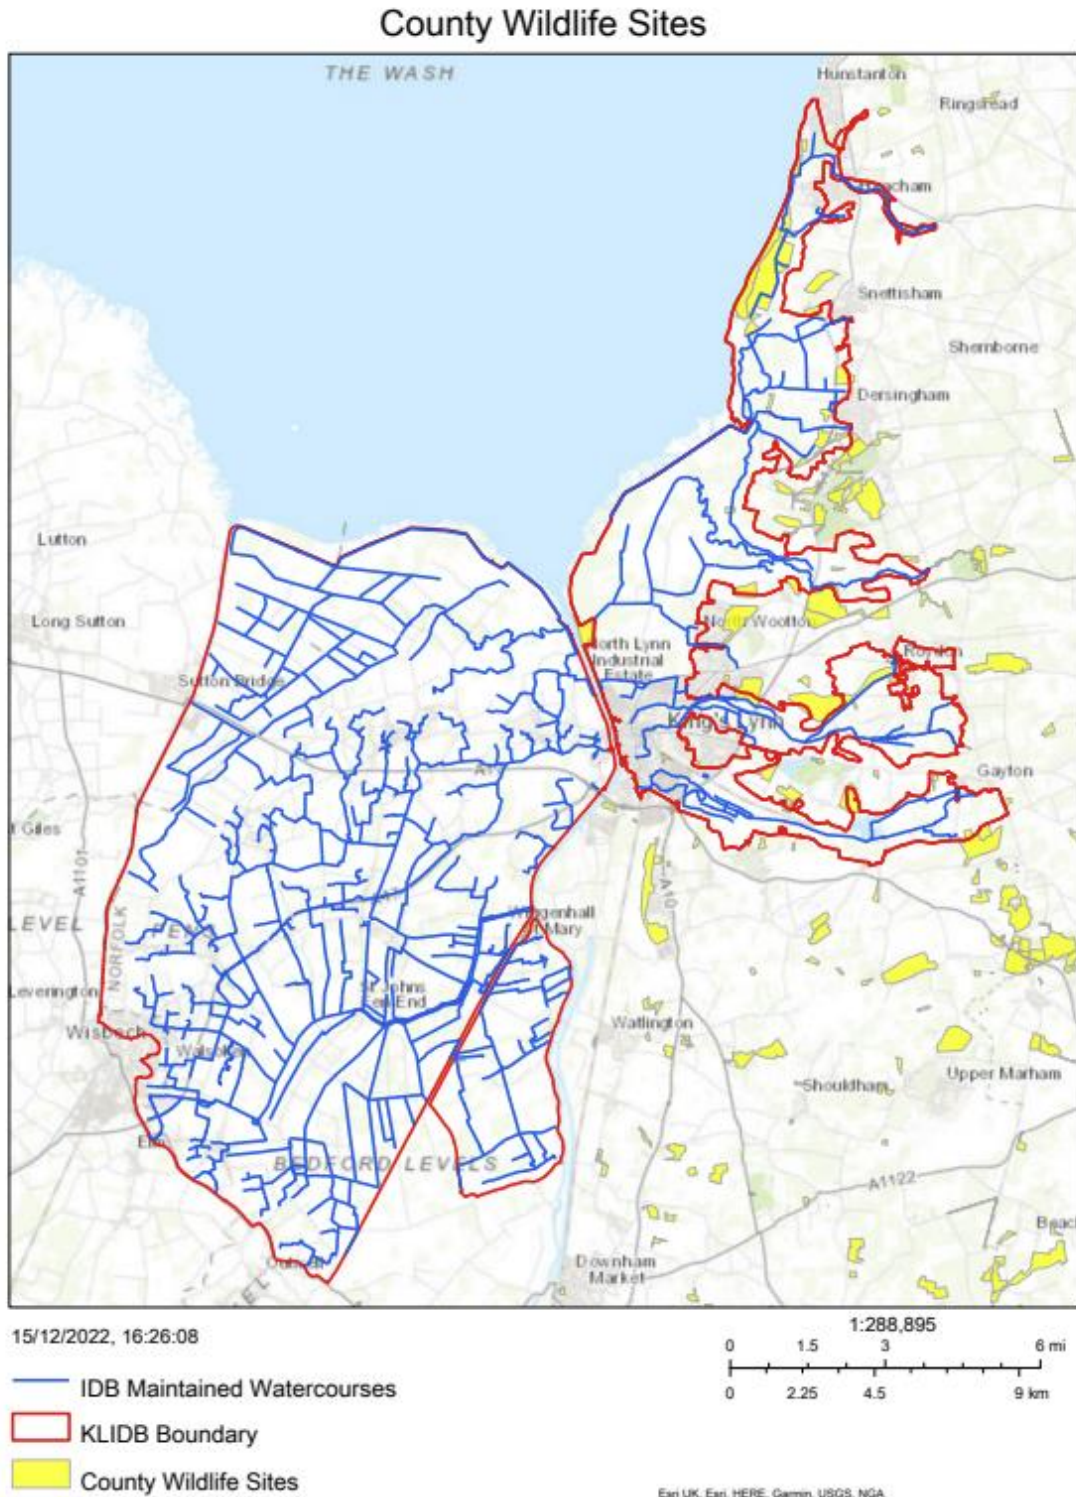 County Wildlife Sites
THE WASH
Hunstanton
Ringstead
Snettisham
Shernborne
Dersingham
Lutton
Long Sutton
North Wootton
North Lynn
Industrial
Estate
Roydon
Sutton Bridge
King's Lynn
Gayton
t Giles
A1101
A10
LEVEL
NORFOLK
Wiggenhall
St Mary
St Johns
Fen End
Leverington
Wisbech
Walsoken
Watlington
Shouldham
Upper Marham
BEDFORD LEVELS
A1122
Downham
Market
15/12/2022, 16:26:08
1:288,895
0 1.5 3 6 mi
0 2.25 4.5 9 km
IDB Maintained Watercourses
KLIDB Boundary
County Wildlife Sites
Esri UK, Esri, HERE, Garmin, USGS, NGA